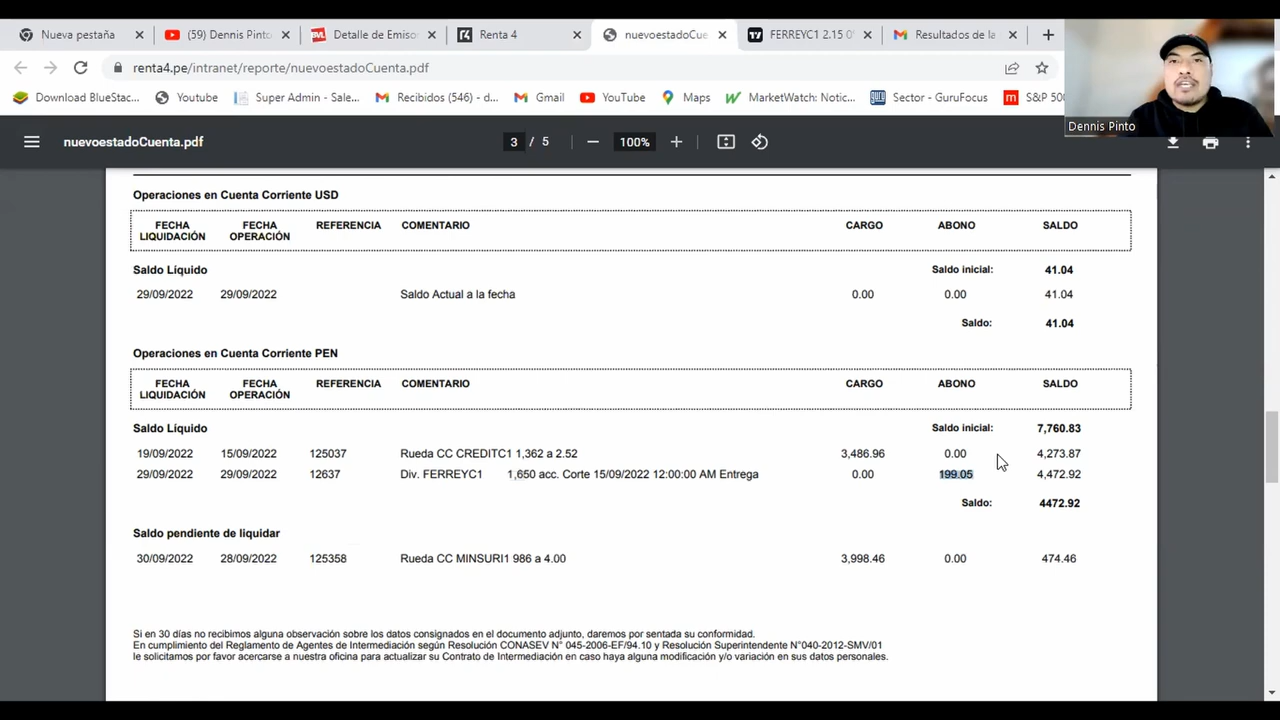 Nueva pestaña
(59) Dennis Pinto
Detalle de Emiso
Renta 4
nuevoestadoCue
FERREYC1 2.15 0
Resultados de la
renta4.pe/intranet/reporte/nuevoestadoCuenta.pdf
Download BlueStac...
Youtube
Super Admin - Sale...
Recibidos (546) - d...
Gmail
YouTube
Maps
MarketWatch: Notic...
Sector - GuruFocus
S&P 500
Dennis Pinto
nuevoestadoCuenta.pdf
3 / 5
100%
Operaciones en Cuenta Corriente USD
FECHA LIQUIDACIÓN FECHA OPERACIÓN REFERENCIA COMENTARIO CARGO ABONO SALDO
Saldo Líquido Saldo inicial: 41.04
29/09/2022 29/09/2022 Saldo Actual a la fecha 0.00 0.00 41.04
Saldo: 41.04
Operaciones en Cuenta Corriente PEN
FECHA LIQUIDACIÓN FECHA OPERACIÓN REFERENCIA COMENTARIO CARGO ABONO SALDO
Saldo Líquido Saldo inicial: 7,760.83
19/09/2022 15/09/2022 125037 Rueda CC CREDITC1 1,362 a 2.52 3,486.96 0.00 4,273.87
29/09/2022 29/09/2022 12637 Div. FERREYC1 1,650 acc. Corte 15/09/2022 12:00:00 AM Entrega 0.00 199.05 4,472.92
Saldo: 4472.92
Saldo pendiente de liquidar
30/09/2022 28/09/2022 125358 Rueda CC MINSURI1 986 a 4.00 3,998.46 0.00 474.46
Si en 30 días no recibimos alguna observación sobre los datos consignados en el documento adjunto, daremos por sentada su conformidad.
En cumplimiento del Reglamento de Agentes de Intermediación según Resolución CONASEV N° 045-2006-EF/94.10 y Resolución Superintendente N°040-2012-SMV/01
le solicitamos por favor acercarse a nuestra oficina para actualizar su Contrato de Intermediación en caso haya alguna modificación y/o variación en sus datos personales.